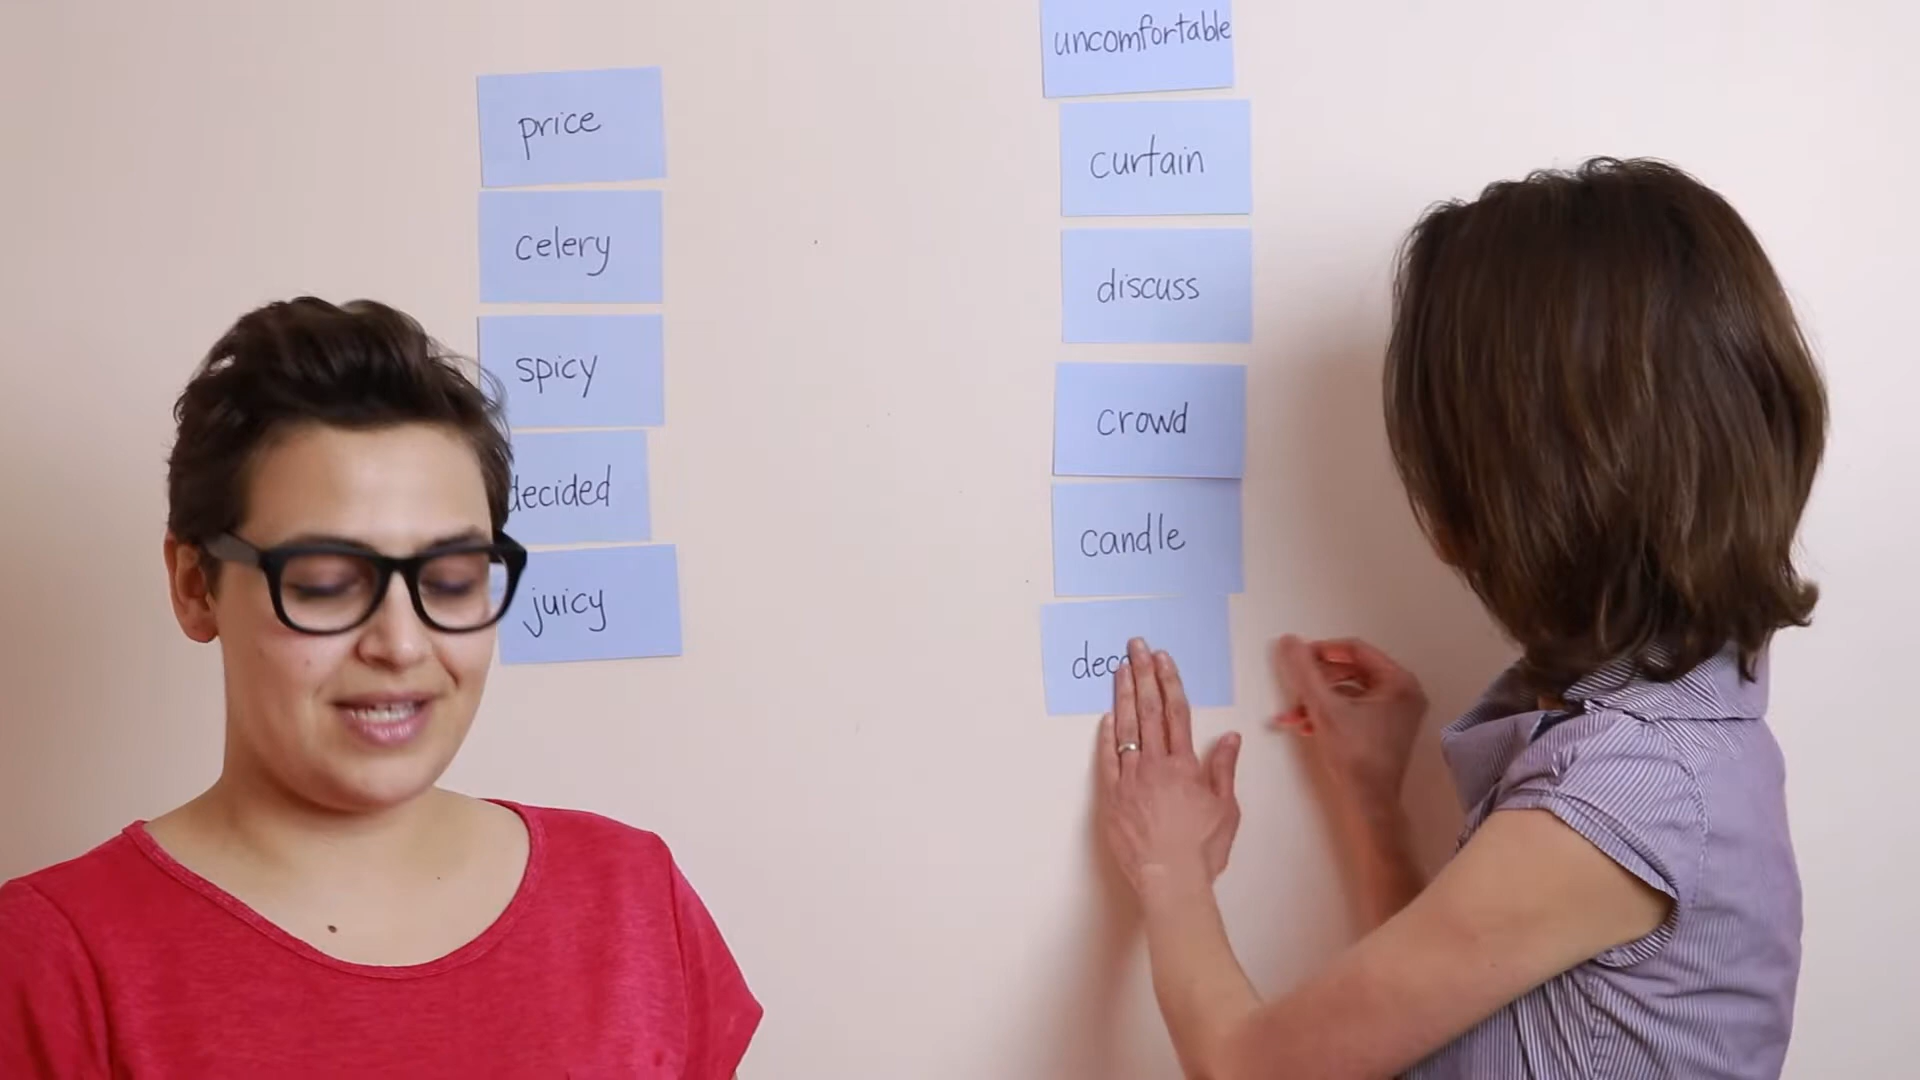 price
celery
spicy
decided
juicy
uncomfortable
curtain
discuss
crowd
candle